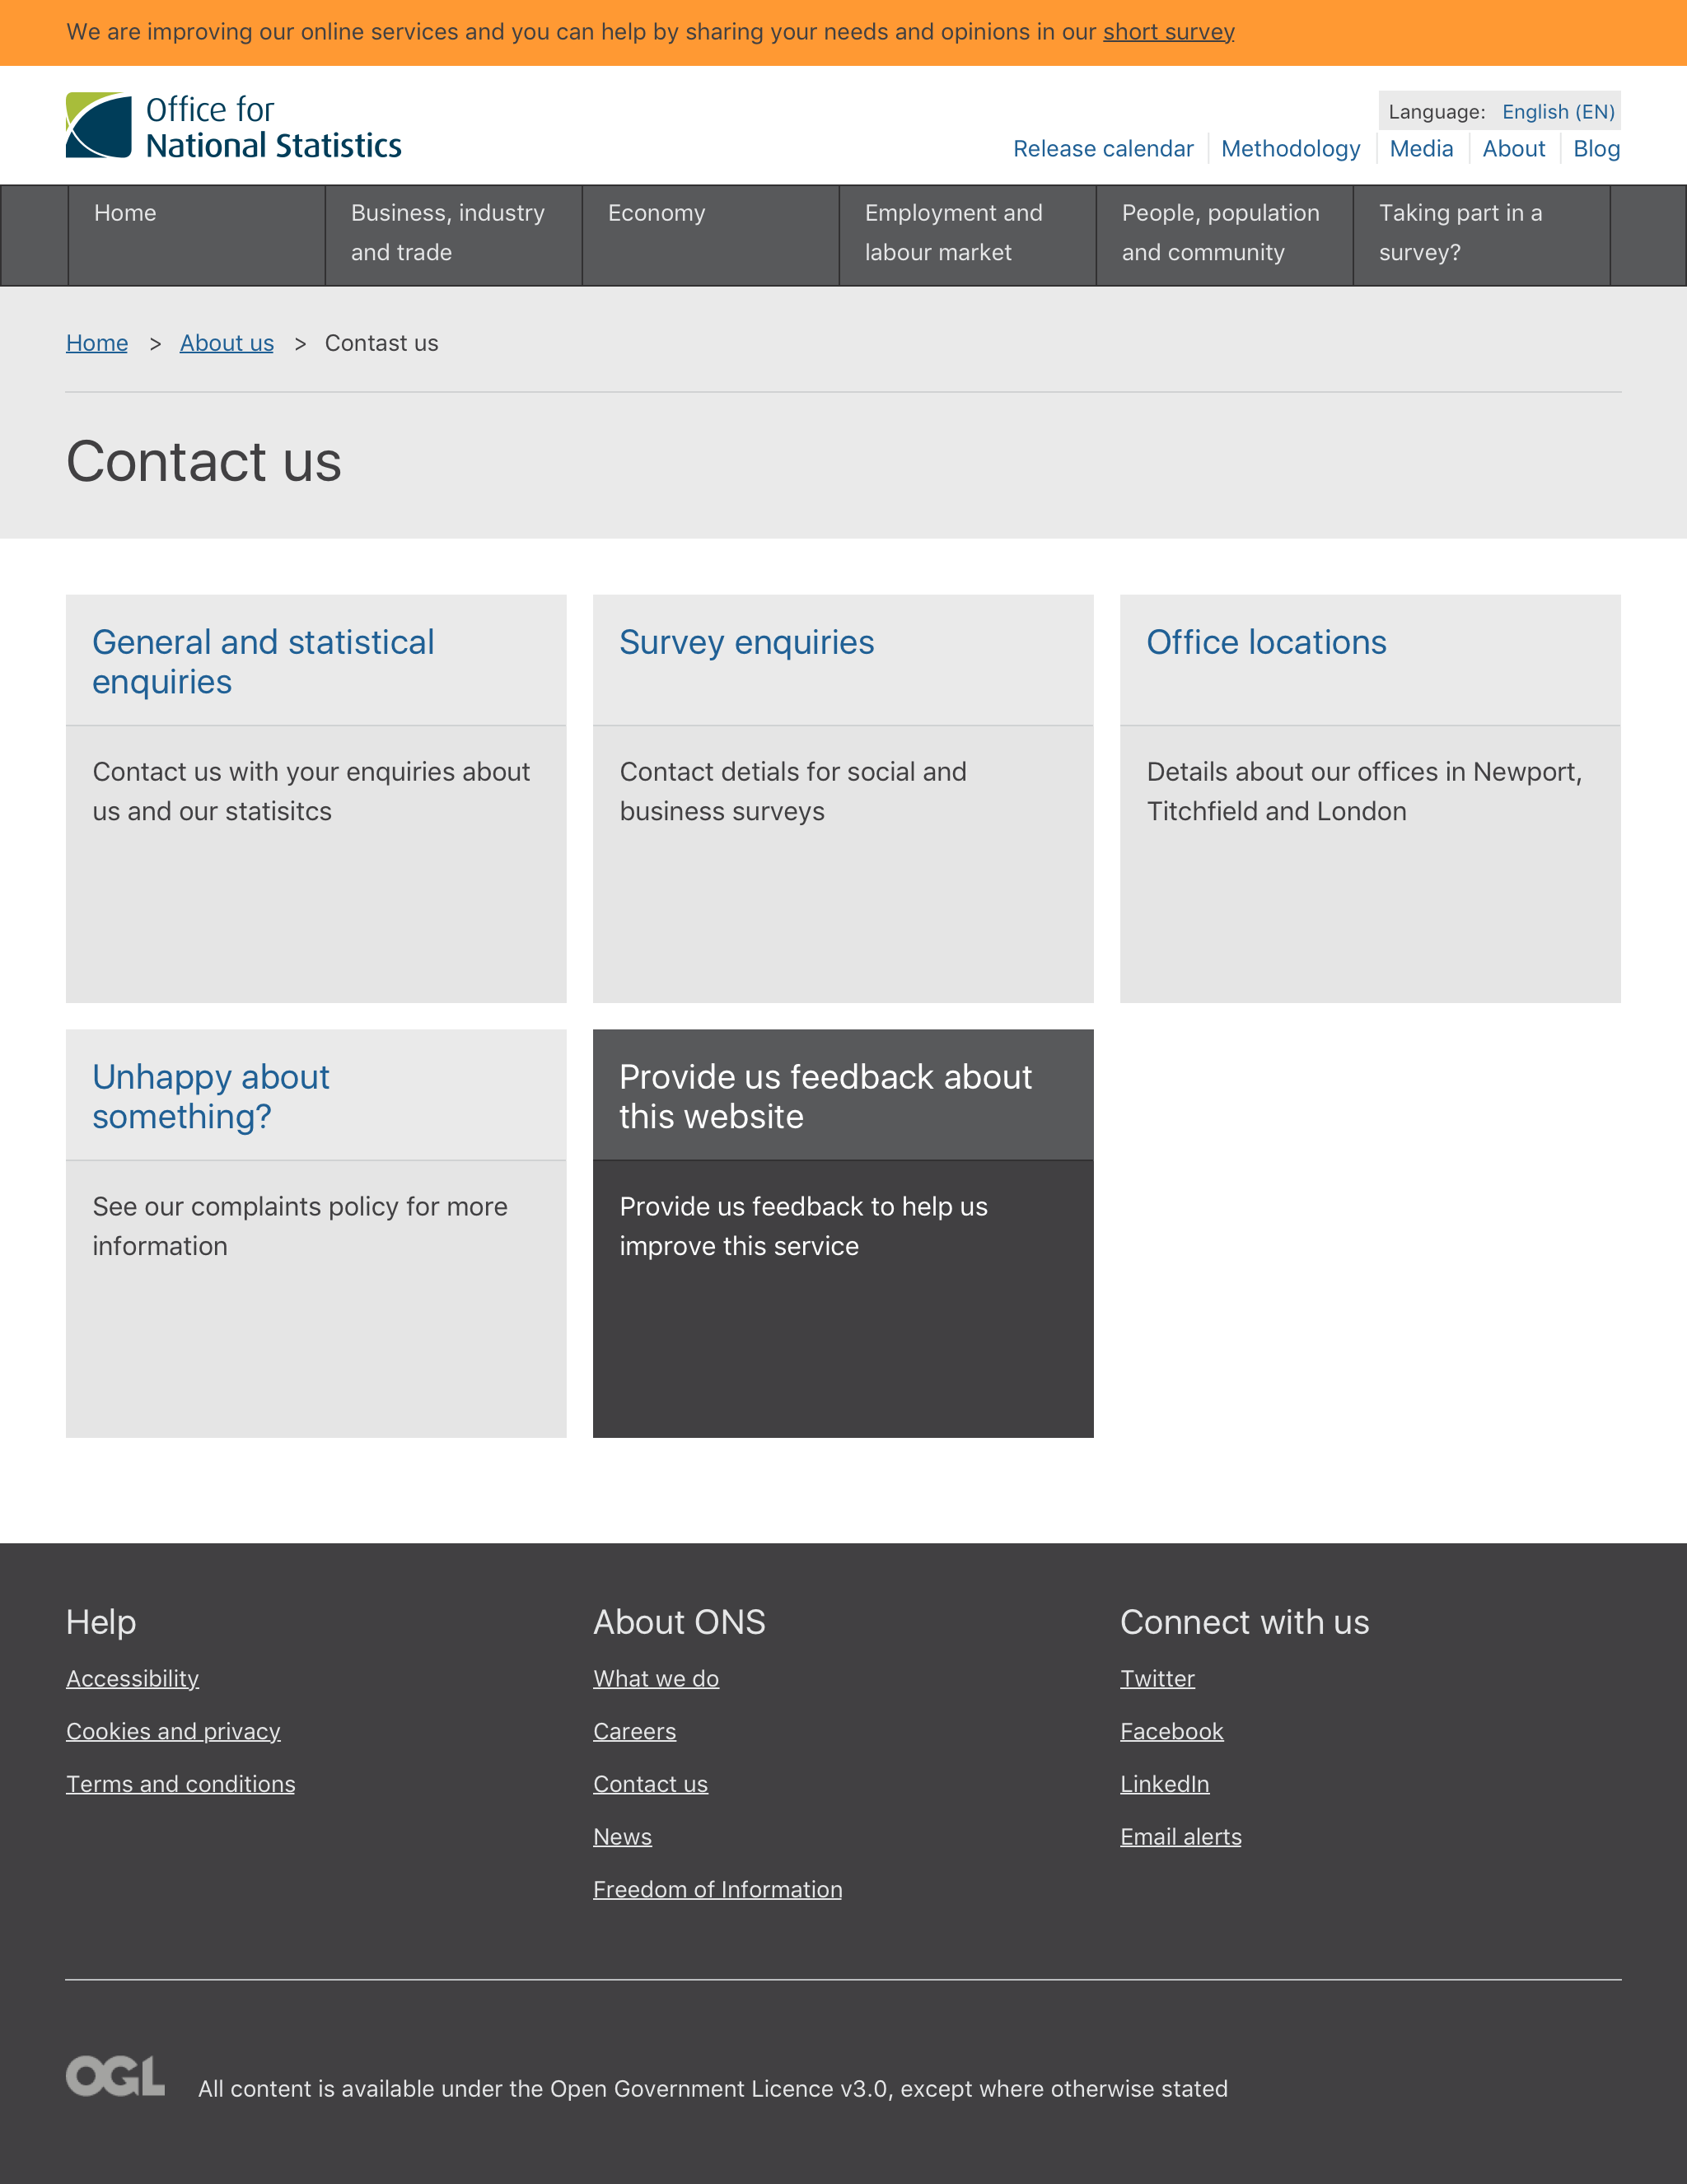 We are improving our online services and you can help by sharing your needs and opinions in our short survey
Office for
National Statistics
Language: English (EN)
Release calendar Methodology Media About Blog
Home
Business, industry
and trade
Economy
Employment and
labour market
People, population
and community
Taking part in a
survey?
Home > About us > Contast us
Contact us
General and statistical
enquiries
Contact us with your enquiries about
us and our statisitcs
Survey enquiries
Contact detials for social and
business surveys
Office locations
Details about our offices in Newport,
Titchfield and London
Unhappy about
something?
See our complaints policy for more
information
Provide us feedback about
this website
Provide us feedback to help us
improve this service
Help
Accessibility
Cookies and privacy
Terms and conditions
About ONS
What we do
Careers
Contact us
News
Freedom of Information
Connect with us
Twitter
Facebook
LinkedIn
Email alerts
OGL
All content is available under the Open Government Licence v3.0, except where otherwise stated